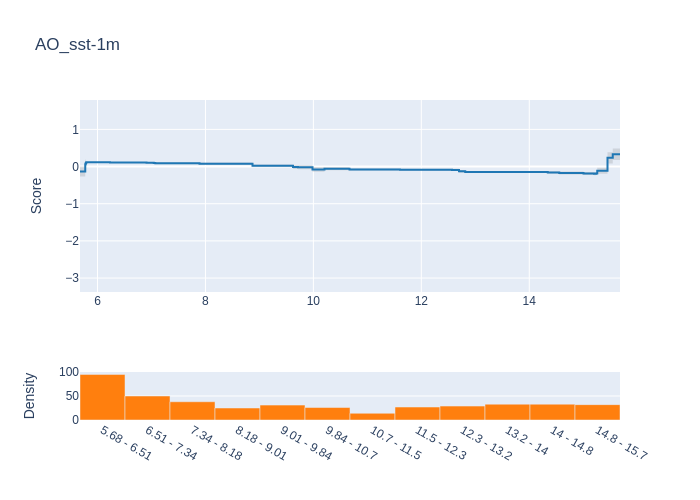 AO_sst-1m
Score
1
0
−1
−2
−3
6
8
10
12
14
Density
100
50
0
5.68 - 6.51
6.51 - 7.34
7.34 - 8.18
8.18 - 9.01
9.01 - 9.84
9.84 - 10.7
10.7 - 11.5
11.5 - 12.3
12.3 - 13.2
13.2 - 14
14 - 14.8
14.8 - 15.7